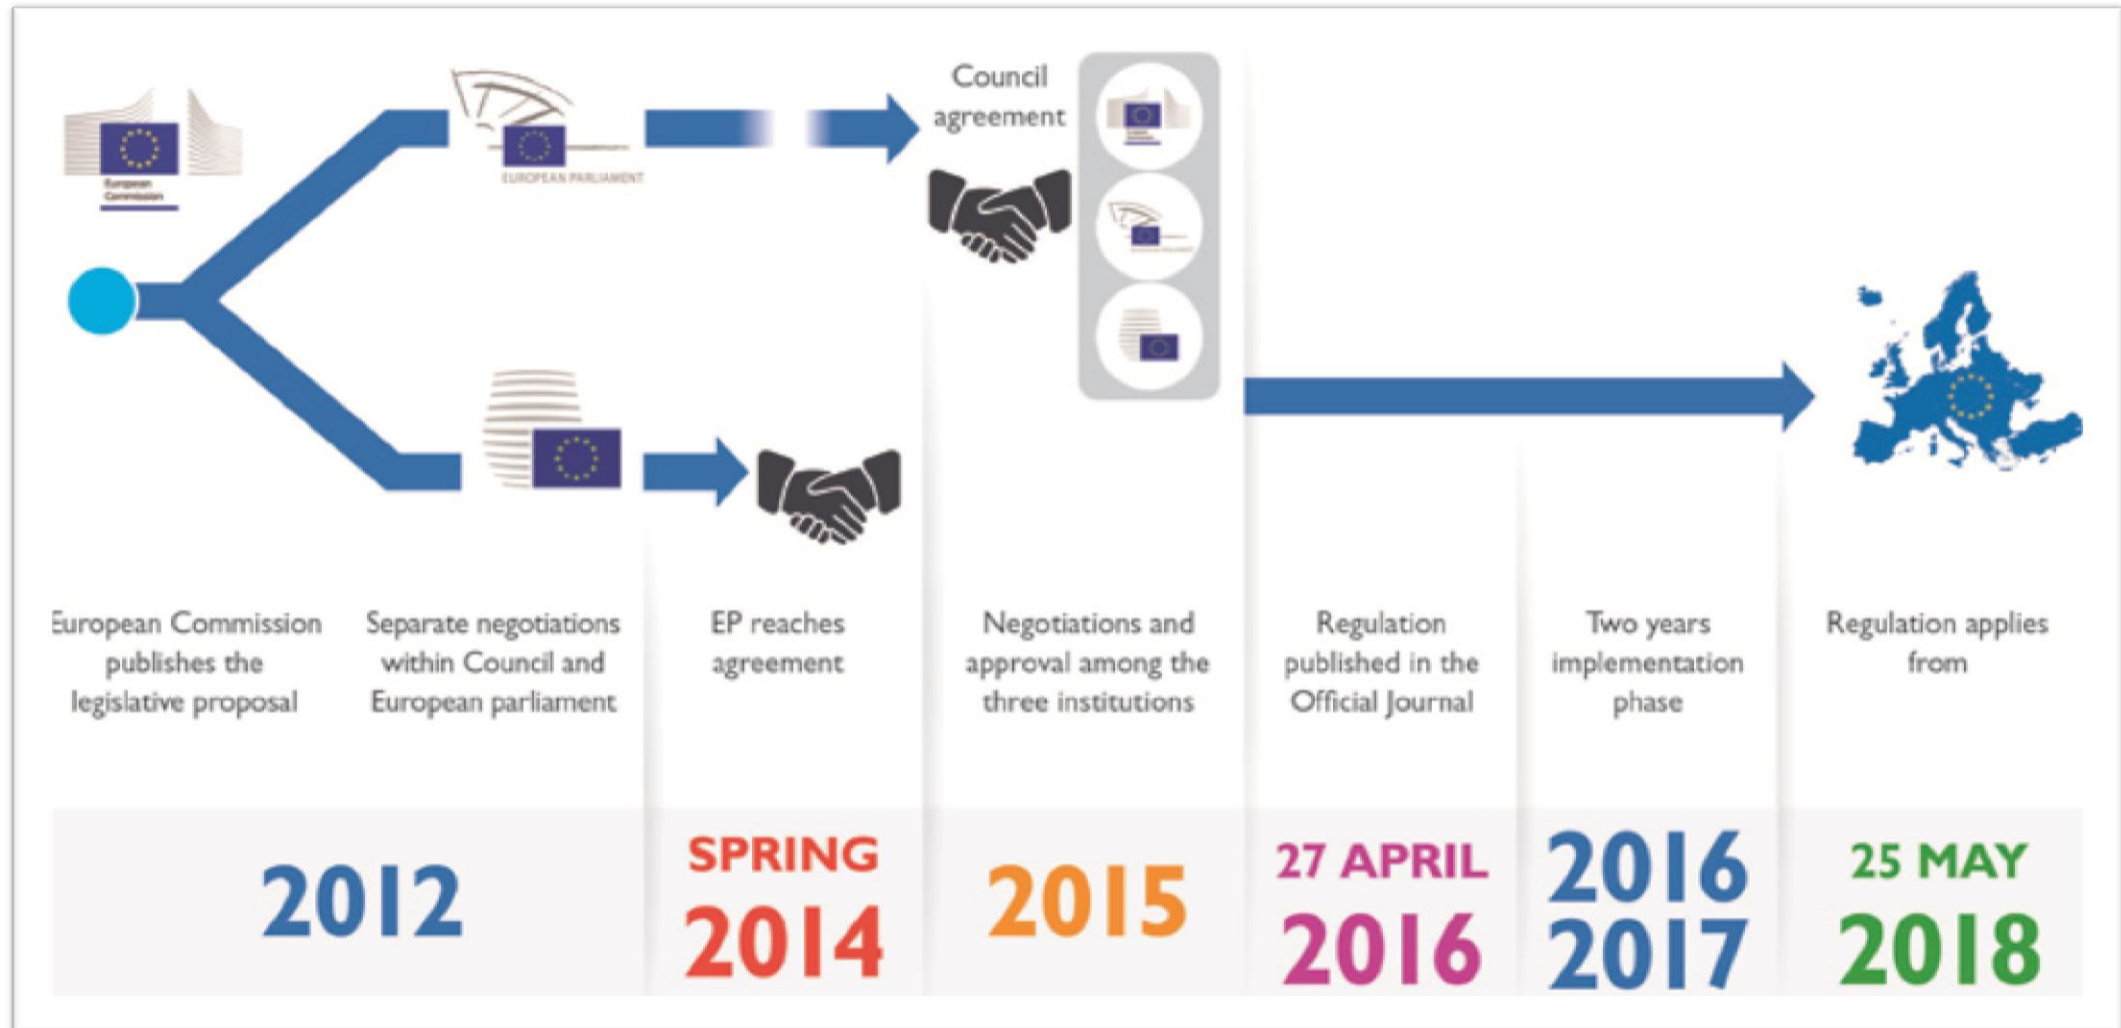 European
Commission
EUROPEAN PARLIAMENT
Council
agreement
European Commission
publishes the
legislative proposal
Separate negotiations
within Council and
European parliament
EP reaches
agreement
Negotiations and
approval among the
three institutions
Regulation
published in the
Official Journal
Two years
implementation
phase
Regulation applies
from
2012
SPRING
2014
2015
27 APRIL
2016
2016
2017
25 MAY
2018